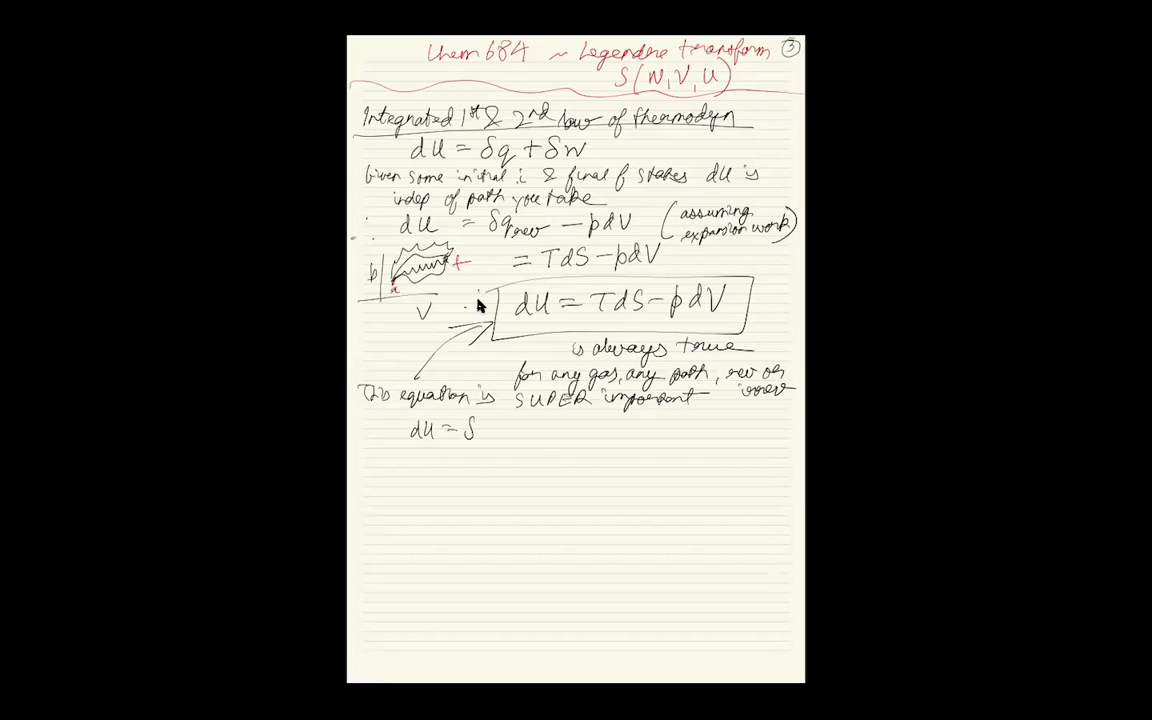 Chem 684 ~ Legendre transform ③
S(N,V,U)
Integrated 1st & 2nd law of thermodyn
dU = δq + δw
Given some initial i & final f states dU is
indep of path you take
∴ dU = δqrev − pdV (assuming
expansion work)
= TdS − pdV
p
i
f
V
∴ dU = TdS − pdV
is always true
for any gas, any path, rev or
irrev
This equation is SUPER important
dU = δ